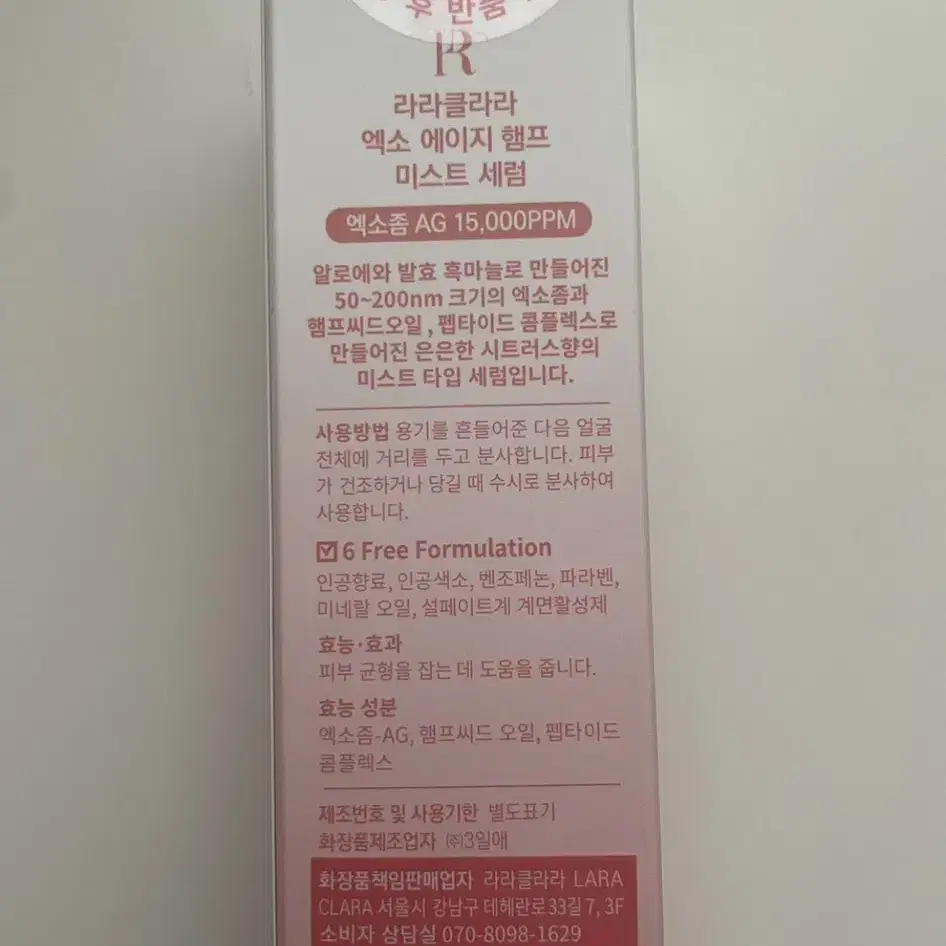 후 반품
라라클라라
엑소 에이지 햄프
미스트 세럼
엑소좀 AG 15,000PPM
알로에와 발효 흑마늘로 만들어진
50~200nm 크기의 엑소좀과
햄프씨드오일 , 펩타이드 콤플렉스로
만들어진 은은한 시트러스향의
미스트 타입 세럼입니다.
사용방법 용기를 흔들어준 다음 얼굴
전체에 거리를 두고 분사합니다. 피부
가 건조하거나 당길 때 수시로 분사하여
사용합니다.
6 Free Formulation
인공향료, 인공색소, 벤조페논, 파라벤,
미네랄 오일, 설페이트계 계면활성제
효능·효과
피부 균형을 잡는 데 도움을 줍니다.
효능 성분
엑소좀-AG, 햄프씨드 오일, 펩타이드
콤플렉스
제조번호 및 사용기한 별도표기
화장품제조업자 ㈜3일애
화장품책임판매업자 라라클라라 LARA
CLARA 서울시 강남구 테헤란로33길 7, 3F
소비자 상담실 070-8098-1629